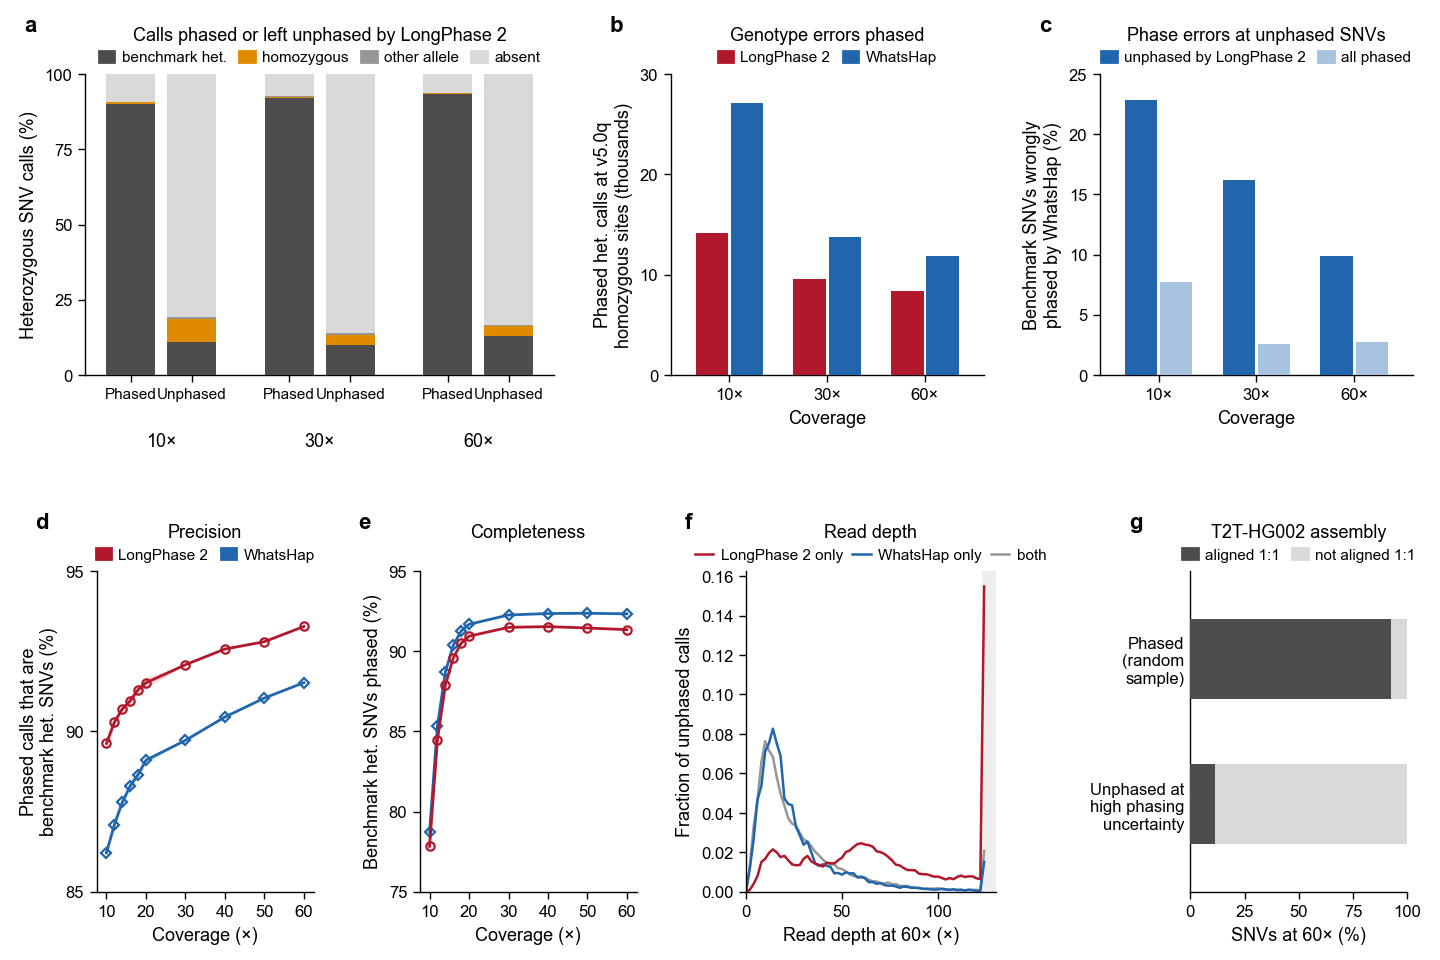 a
Calls phased or left unphased by LongPhase 2
benchmark het. homozygous other allele absent
Heterozygous SNV calls (%)
100
75
50
25
0
Phased Unphased Phased Unphased Phased Unphased
10× 30× 60×
b
Genotype errors phased
LongPhase 2 WhatsHap
Phased het. calls at v5.0q
homozygous sites (thousands)
30
20
10
0
10× 30× 60×
Coverage
c
Phase errors at unphased SNVs
unphased by LongPhase 2 all phased
Benchmark SNVs wrongly
phased by WhatsHap (%)
25
20
15
10
5
0
10× 30× 60×
Coverage
d
Precision
LongPhase 2 WhatsHap
Phased calls that are
benchmark het. SNVs (%)
95
90
85
10 20 30 40 50 60
Coverage (×)
e
Completeness
Benchmark het. SNVs phased (%)
95
90
85
80
75
10 20 30 40 50 60
Coverage (×)
f
Read depth
LongPhase 2 only WhatsHap only both
Fraction of unphased calls
0.16
0.14
0.12
0.10
0.08
0.06
0.04
0.02
0.00
0 50 100
Read depth at 60× (×)
g
T2T-HG002 assembly
aligned 1:1 not aligned 1:1
Phased
(random
sample)
Unphased at
high phasing
uncertainty
0 25 50 75 100
SNVs at 60× (%)